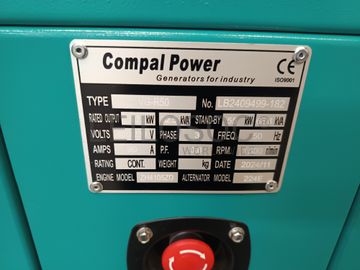 Compal Power
Generators for industry
CE
ISO9001
TYPE No. LB2409499-182
RATED OUTPUT kW kVA STAND-BY kW kVA
VOLTS V PHASE FREQ. 50 Hz
AMPS A P.F. RPM r/min
RATING CONT. WEIGHT kg DATE 2024/11
ENGINE MODEL ZH4105ZD ALTERNATOR MODEL 224E